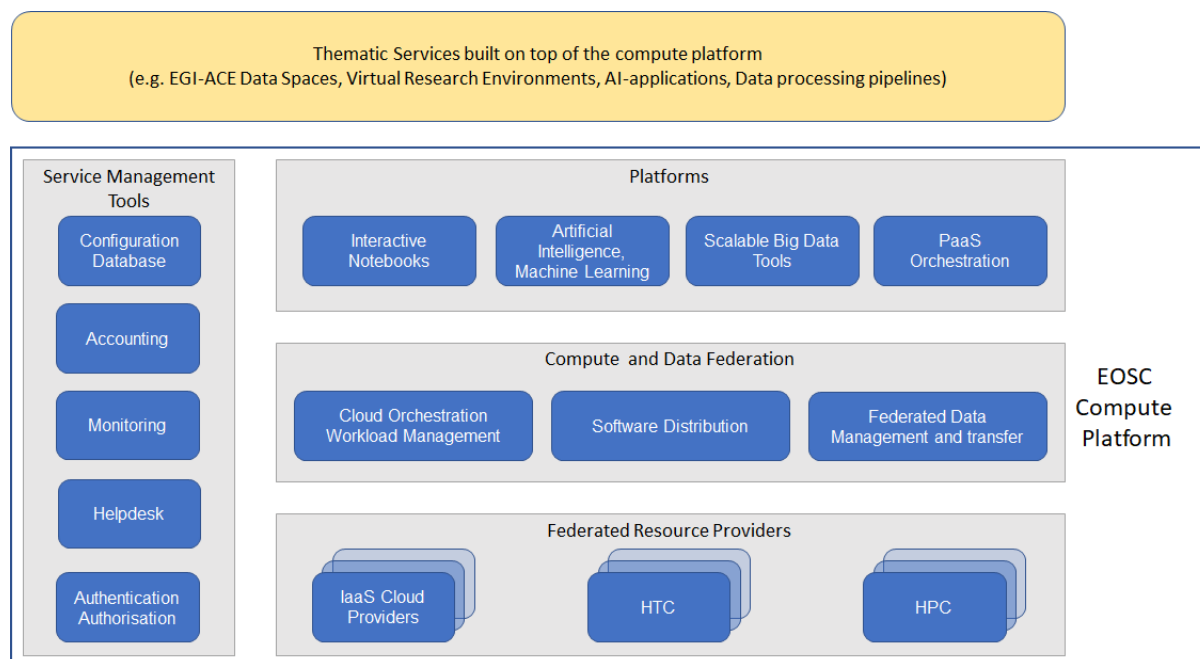 Thematic Services built on top of the compute platform
(e.g. EGI-ACE Data Spaces, Virtual Research Environments, AI-applications, Data processing pipelines)
Service Management
Tools
Configuration
Database
Accounting
Monitoring
Helpdesk
Authentication
Authorisation
Platforms
Interactive
Notebooks
Artificial
Intelligence,
Machine Learning
Scalable Big Data
Tools
PaaS
Orchestration
Compute and Data Federation
Cloud Orchestration
Workload Management
Software Distribution
Federated Data
Management and transfer
Federated Resource Providers
IaaS Cloud
Providers
HTC
HPC
EOSC
Compute
Platform